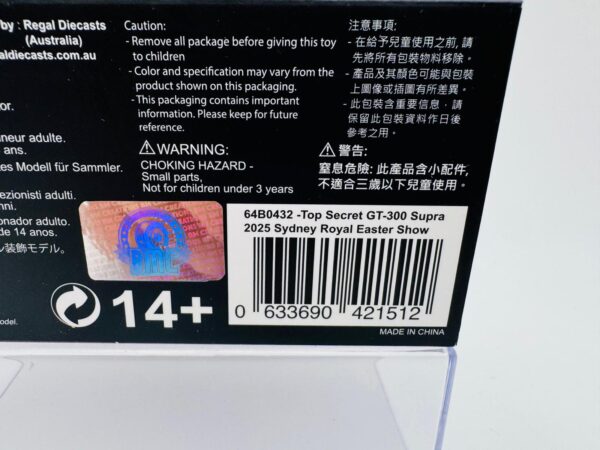 by : Regal Diecasts
(Australia)
aldiecasts.com.au
Caution:
- Remove all package before giving this toy
to children
- Color and specification may vary from the
product shown on this packaging.
- This packaging contains important
information. Please keep for future
reference.
注意事項:
- 在給予兒童使用之前, 請
先將所有包裝物料移除。
- 產品及其顏色可能與包裝
上圖像或插圖有所差異。
- 此包裝含重要信息，請
保留此包裝資料作日後
參考之用。
or.
nneur adulte.
ans.
es Modell für Sammler.
ezionisti adulti.
onador adulto.
de 14 anos.
ル装飾モデル。
WARNING:
CHOKING HAZARD -
Small parts,
Not for children under 3 years
警告:
窒息危險: 此產品含小配件,
不適合三歲以下兒童使用。
BMC
14+
odel.
64B0432 -Top Secret GT-300 Supra
2025 Sydney Royal Easter Show
0 633690 421512
MADE IN CHINA